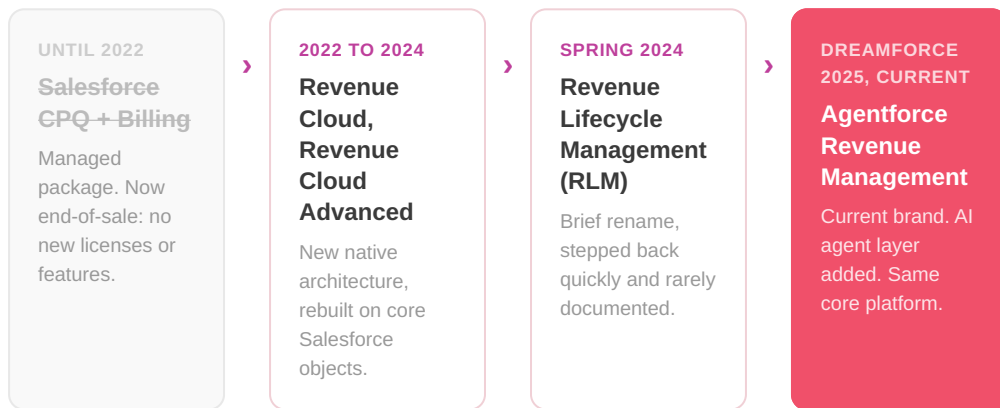 UNTIL 2022
Salesforce
CPQ + Billing
Managed
package. Now
end-of-sale: no
new licenses or
features.
›
2022 TO 2024
Revenue
Cloud,
Revenue
Cloud
Advanced
New native
architecture,
rebuilt on core
Salesforce
objects.
›
SPRING 2024
Revenue
Lifecycle
Management
(RLM)
Brief rename,
stepped back
quickly and rarely
documented.
›
DREAMFORCE
2025, CURRENT
Agentforce
Revenue
Management
Current brand. AI
agent layer
added. Same
core platform.